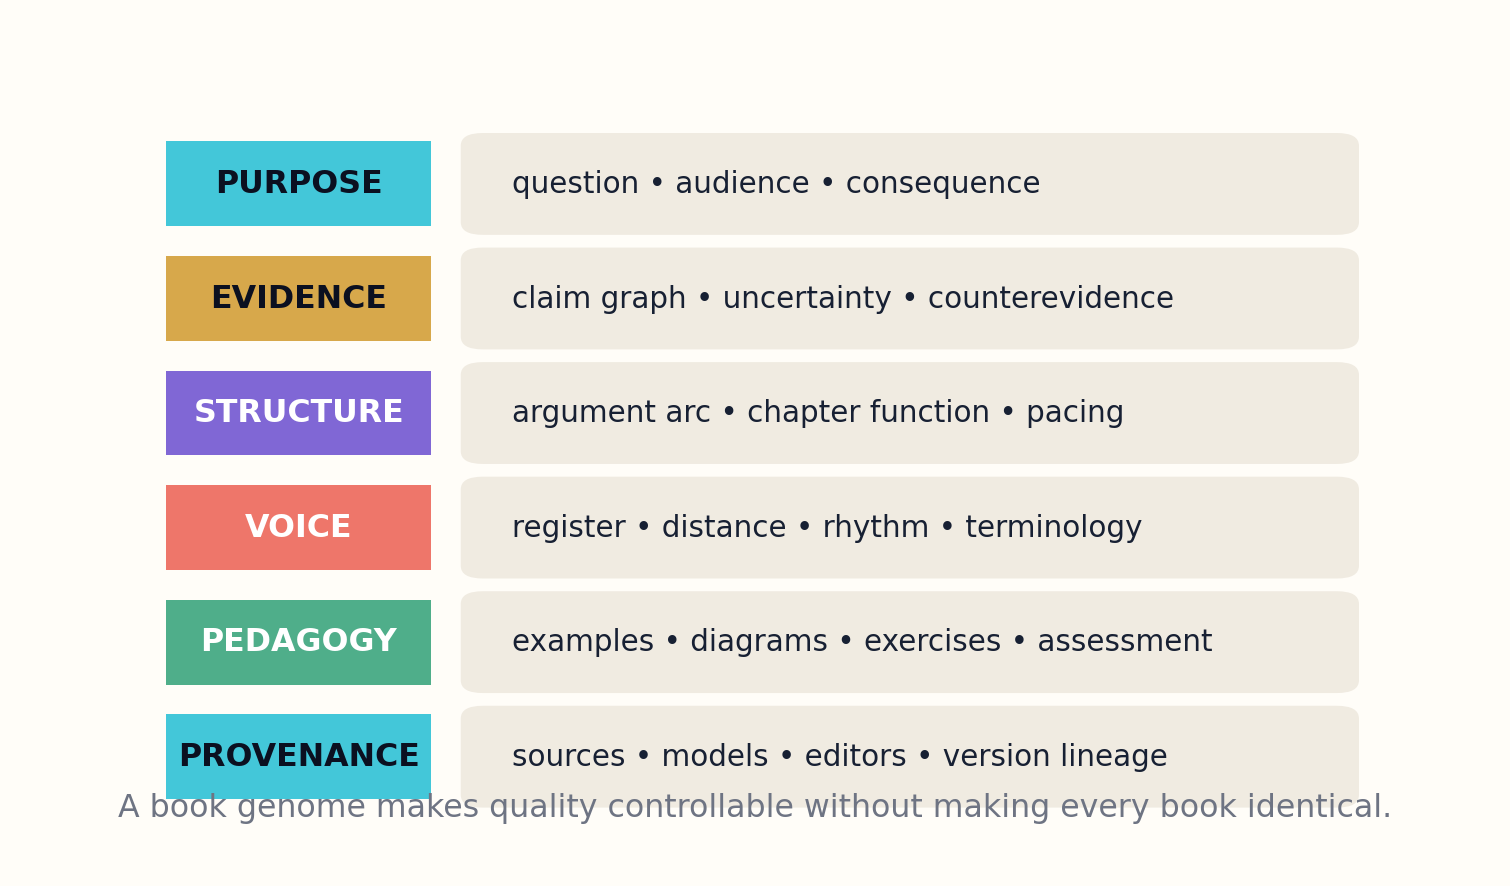 PURPOSE question • audience • consequence
EVIDENCE claim graph • uncertainty • counterevidence
STRUCTURE argument arc • chapter function • pacing
VOICE register • distance • rhythm • terminology
PEDAGOGY examples • diagrams • exercises • assessment
PROVENANCE sources • models • editors • version lineage
A book genome makes quality controllable without making every book identical.